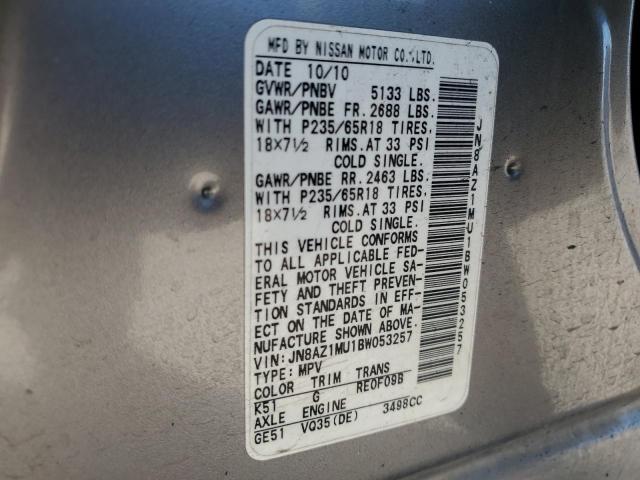 MFD BY NISSAN MOTOR CO.,LTD.
DATE 10/10
GVWR/PNBV 5133 LBS.
GAWR/PNBE FR. 2688 LBS.
WITH P235/65R18 TIRES.
18×7½ RIMS. AT 33 PSI
COLD SINGLE.
GAWR/PNBE RR. 2463 LBS.
WITH P235/65R18 TIRES.
18×7½ RIMS. AT 33 PSI
COLD SINGLE.
THIS VEHICLE CONFORMS
TO ALL APPLICABLE FED-
ERAL MOTOR VEHICLE SA-
FETY AND THEFT PREVEN-
TION STANDARDS IN EFF-
ECT ON THE DATE OF MA-
NUFACTURE SHOWN ABOVE.
VIN: JN8AZ1MU1BW053257
TYPE: MPV
COLOR TRIM TRANS
K51 G RE0F09B
AXLE ENGINE
GE51 VQ35(DE) 3498CC
JN8AZ1MU1BW053257